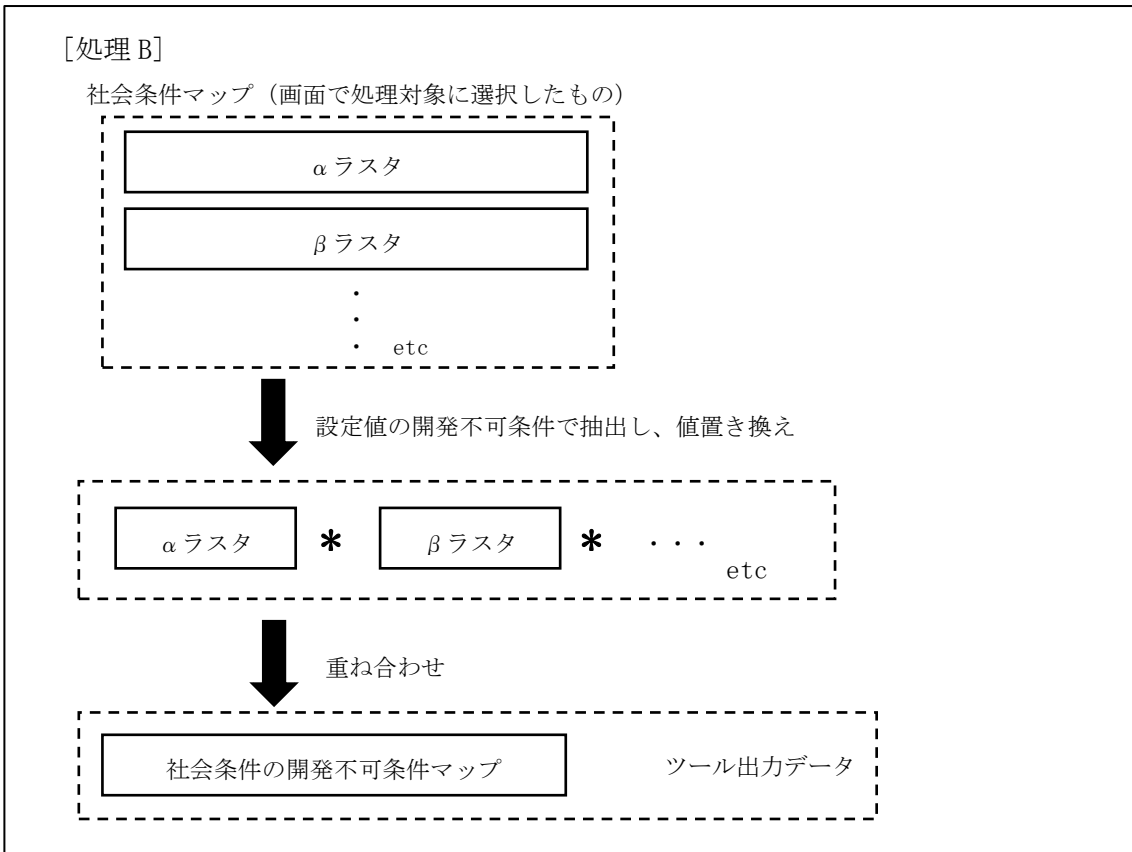 ［処理 B］
社会条件マップ（画面で処理対象に選択したもの）
αラスタ
βラスタ
・
・
・ etc
設定値の開発不可条件で抽出し、値置き換え
αラスタ * βラスタ * ・・・
etc
重ね合わせ
社会条件の開発不可条件マップ ツール出力データ